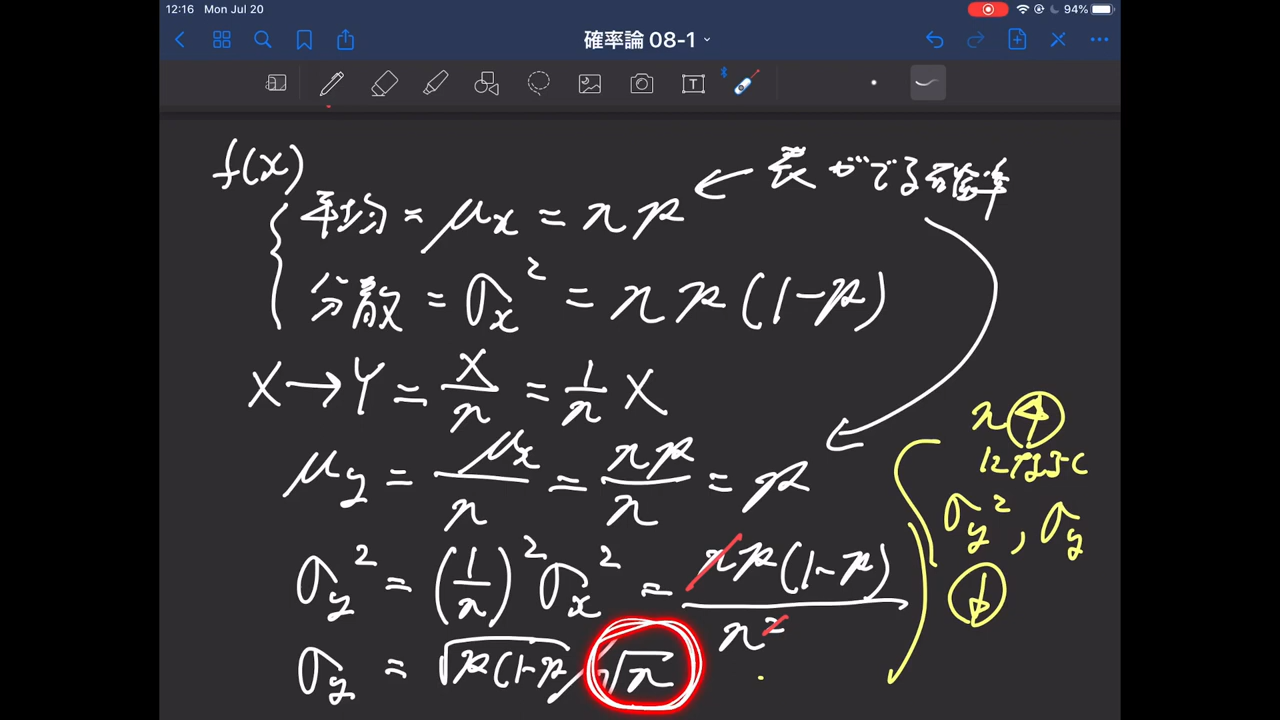 12:16 Mon Jul 20
94%
確率論 08-1
T
f(x)
平均 = μx = np ← 表がでる確率
分散 = σx² = np(1-p)
X → Y = X/n = 1/n X
μy = μx/n = np/n = p
n ↑
になると
σy², σy
↓
σy² = (1/n)² σx² = np(1-p)/n²
σy = √p(1-p)/√n